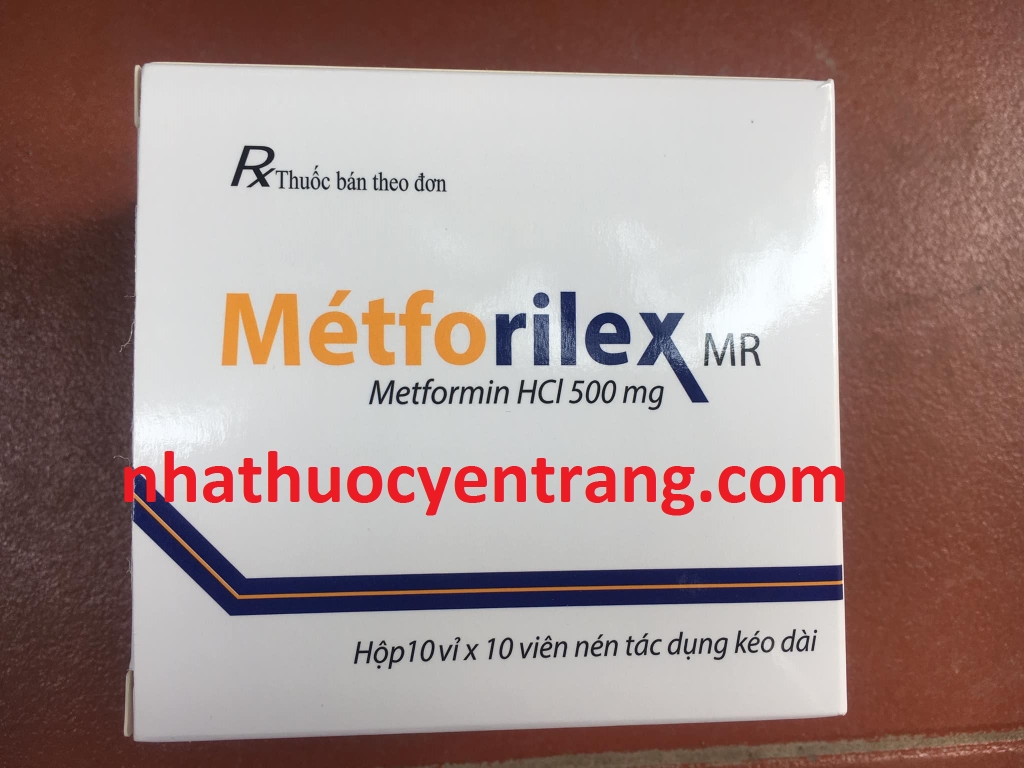 Rx Thuốc bán theo đơn
Métforilex MR
Metformin HCl 500 mg
nhathuocyentrang.com
Hộp10 vỉ x 10 viên nén tác dụng kéo dài